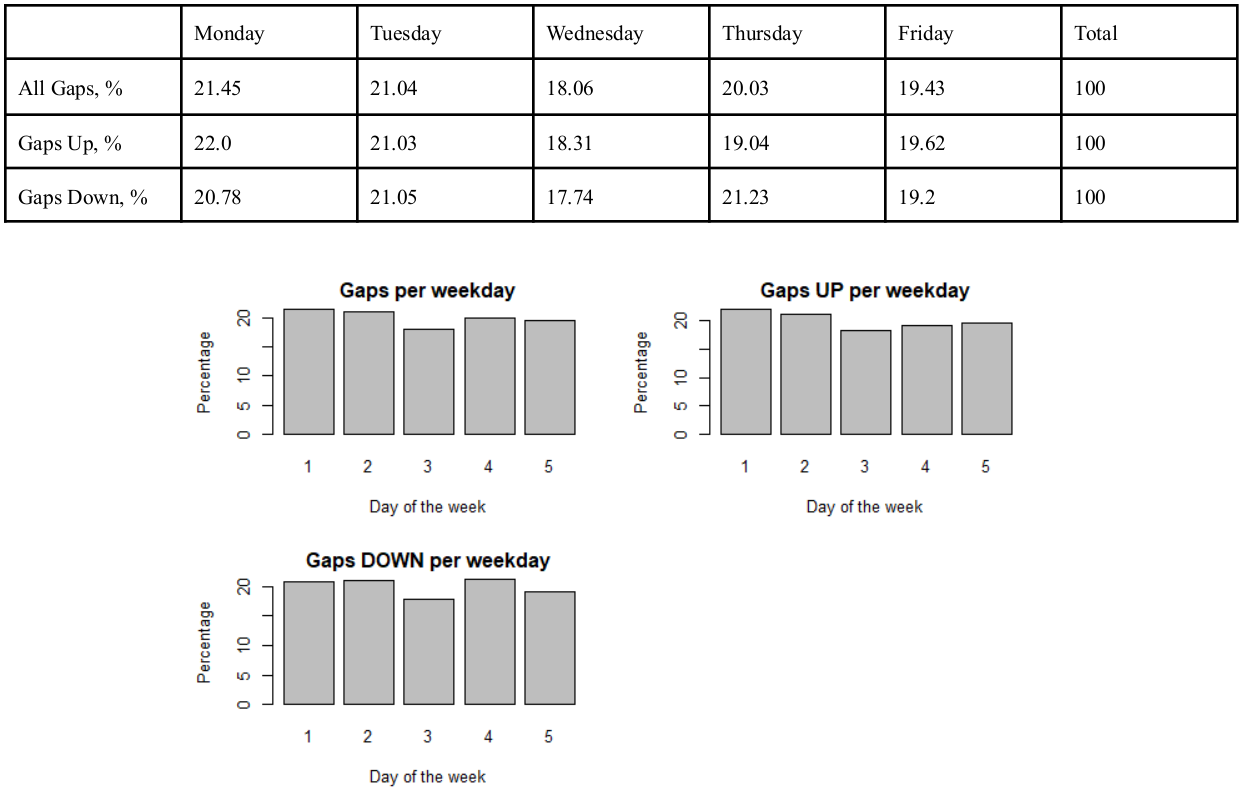 Monday Tuesday Wednesday Thursday Friday Total
All Gaps, % 21.45 21.04 18.06 20.03 19.43 100
Gaps Up, % 22.0 21.03 18.31 19.04 19.62 100
Gaps Down, % 20.78 21.05 17.74 21.23 19.2 100
Gaps per weekday
Percentage
20
10
5
0
1 2 3 4 5
Day of the week
Gaps UP per weekday
Percentage
20
10
5
0
1 2 3 4 5
Day of the week
Gaps DOWN per weekday
Percentage
20
10
5
0
1 2 3 4 5
Day of the week